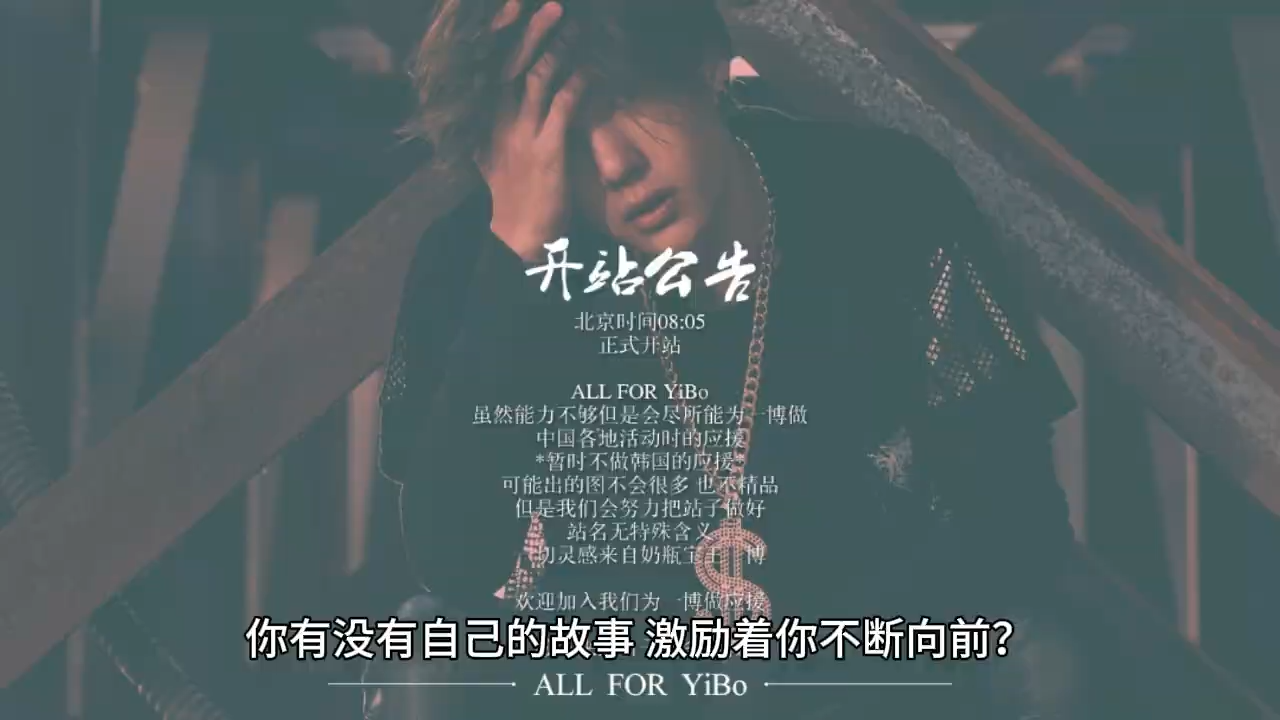 开站公告
北京时间08:05
正式开站
ALL FOR YiBo
虽然能力不够但是会尽所能为一博做
中国各地活动时的应援
*暂时不做韩国的应援*
可能出的图不会很多 也不精品
但是我们会努力把站子做好
站名无特殊含义
切灵感来自奶瓶宝王一博
欢迎加入我们为一博做应援
你有没有自己的故事 激励着你不断向前?
ALL FOR YiBo